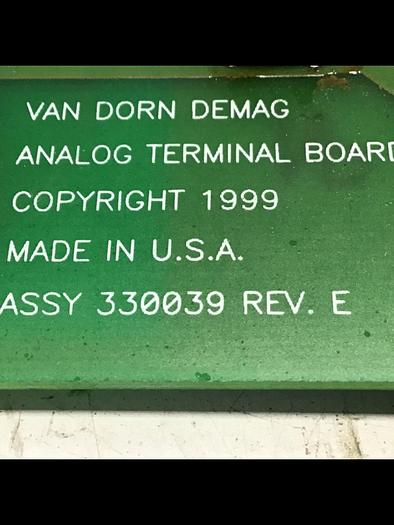 VAN DORN DEMAG
ANALOG TERMINAL BOARD
COPYRIGHT 1999
MADE IN U.S.A.
ASSY 330039 REV. E